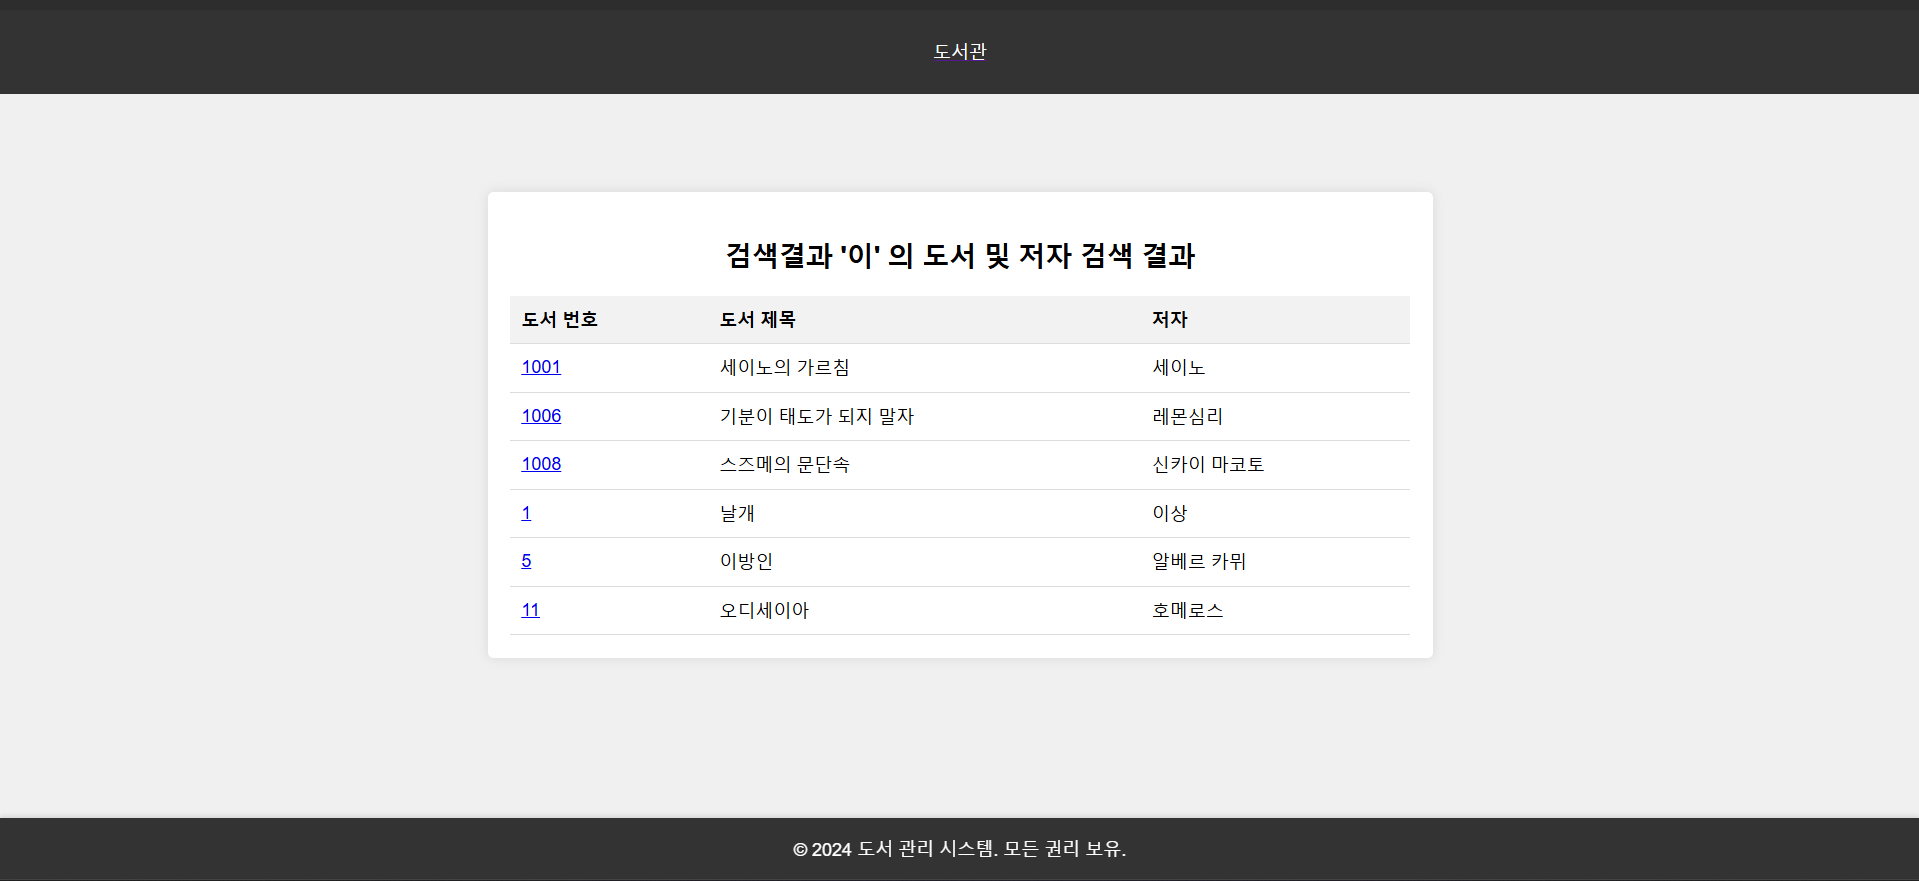 도서관
검색결과 '이' 의 도서 및 저자 검색 결과
도서 번호 도서 제목 저자
1001 세이노의 가르침 세이노
1006 기분이 태도가 되지 말자 레몬심리
1008 스즈메의 문단속 신카이 마코토
1 날개 이상
5 이방인 알베르 카뮈
11 오디세이아 호메로스
© 2024 도서 관리 시스템. 모든 권리 보유.